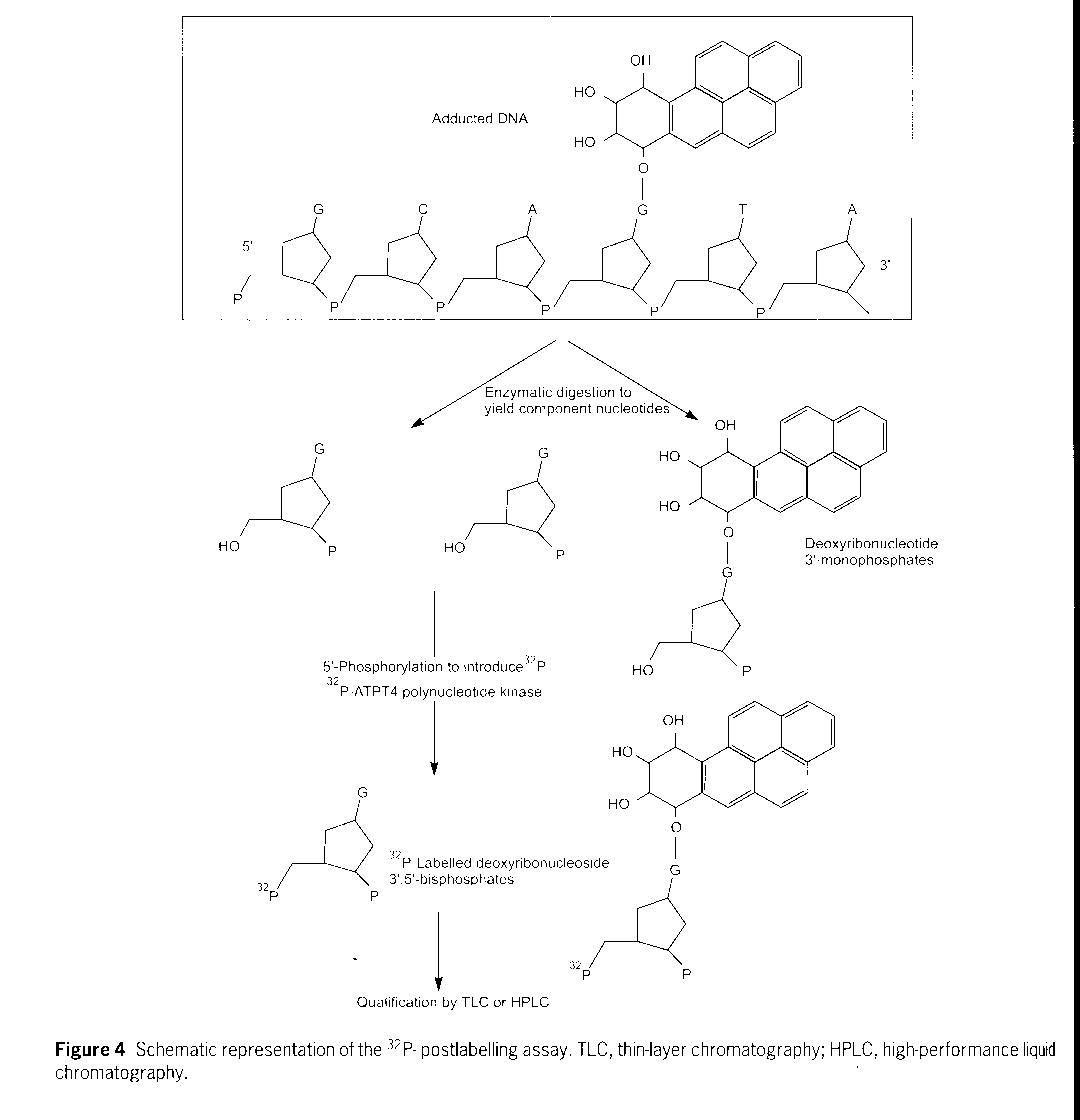 OH
HO
Adducted DNA
HO
O
G C A G T A
5' 3'
P P P P P P
Enzymatic digestion to
yield component nucleotides
OH
G G HO
HO
HO P HO P O
Deoxyribonucleotide
3'-monophosphates
G
5'-Phosphorylation to introduce 32P
HO P
32P-ATPT4 polynucleotide kinase
OH
HO
G HO
O
32P Labelled deoxyribonucleoside
3',5'-bisphosphates
G
32P P
32P P
Quatification by TLC or HPLC
Figure 4 Schematic representation of the 32P- postlabelling assay. TLC, thin-layer chromatography; HPLC, high-performance liquid
chromatography.